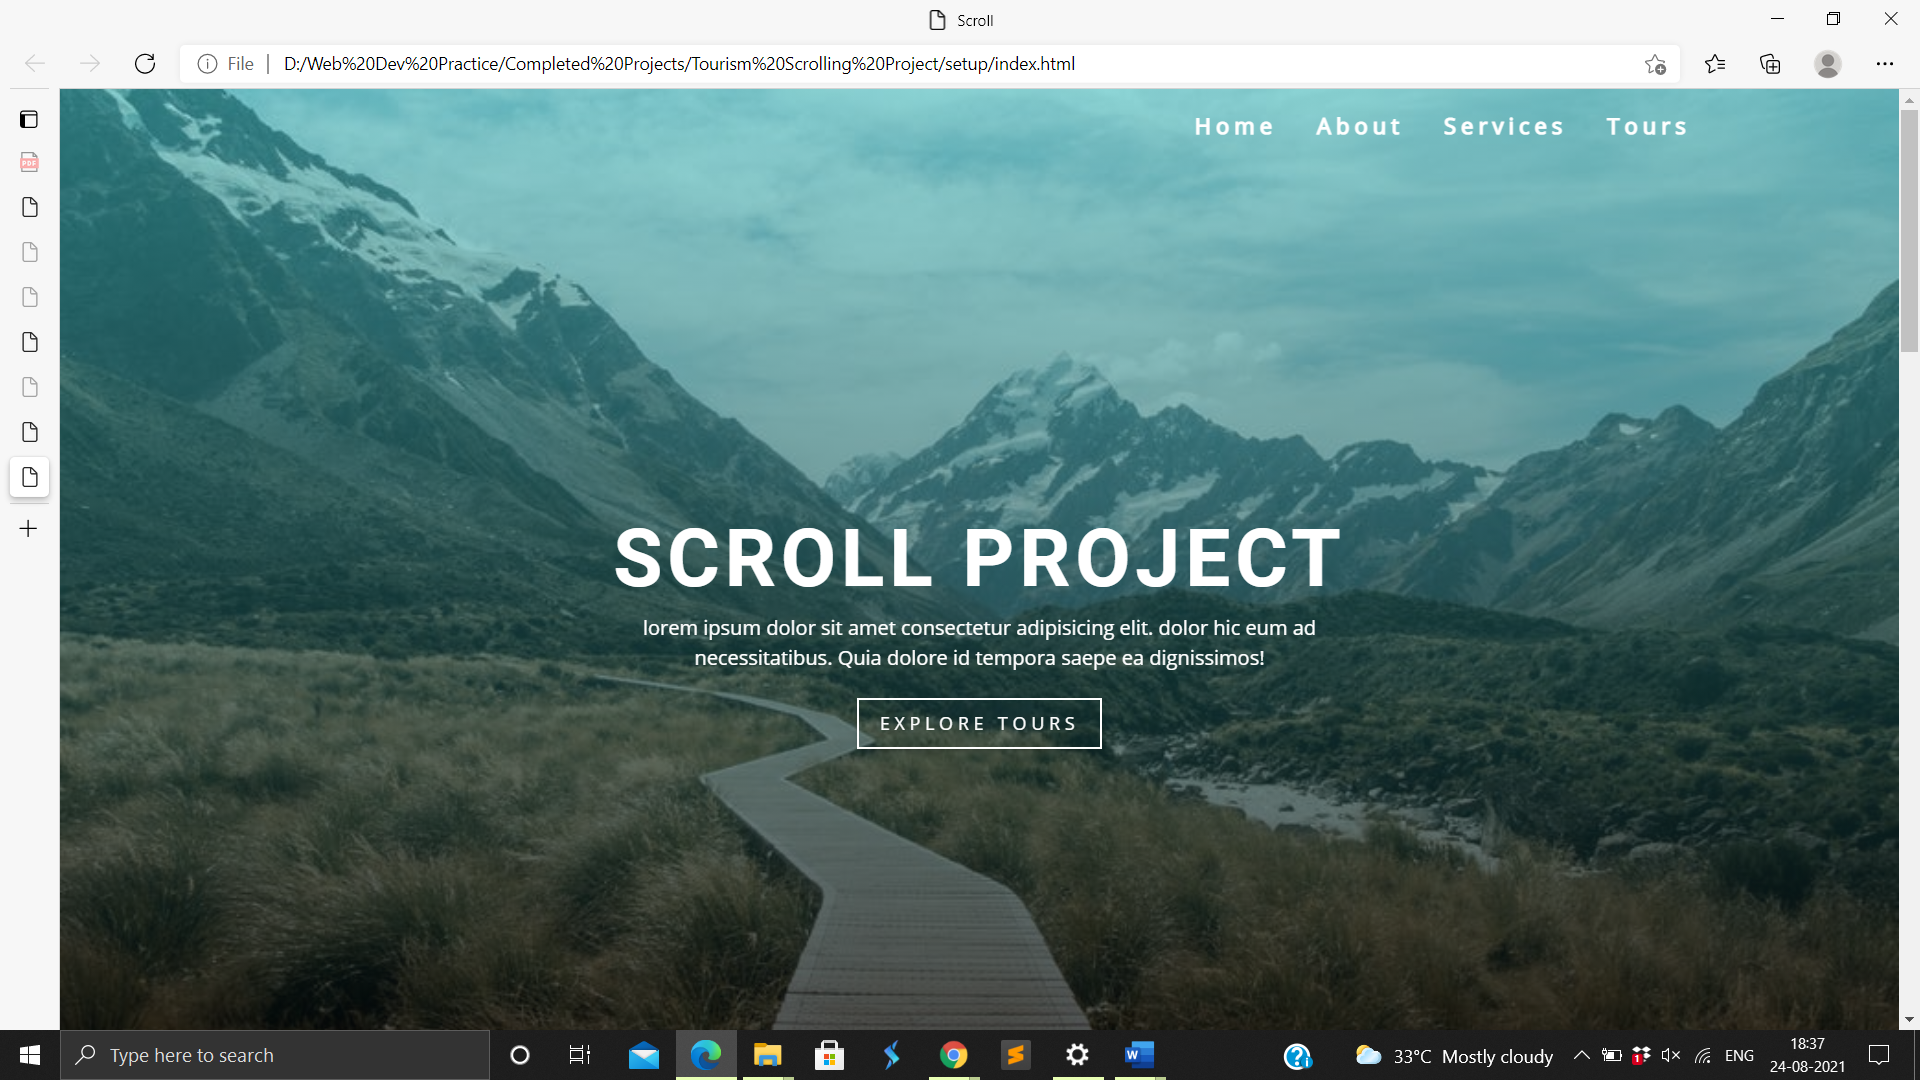 Scroll
File
D:/Web%20Dev%20Practice/Completed%20Projects/Tourism%20Scrolling%20Project/setup/index.html
PDF
Home About Services Tours
SCROLL PROJECT
lorem ipsum dolor sit amet consectetur adipisicing elit. dolor hic eum ad
necessitatibus. Quia dolore id tempora saepe ea dignissimos!
EXPLORE TOURS
Type here to search
33°C Mostly cloudy
ENG
18:37
24-08-2021